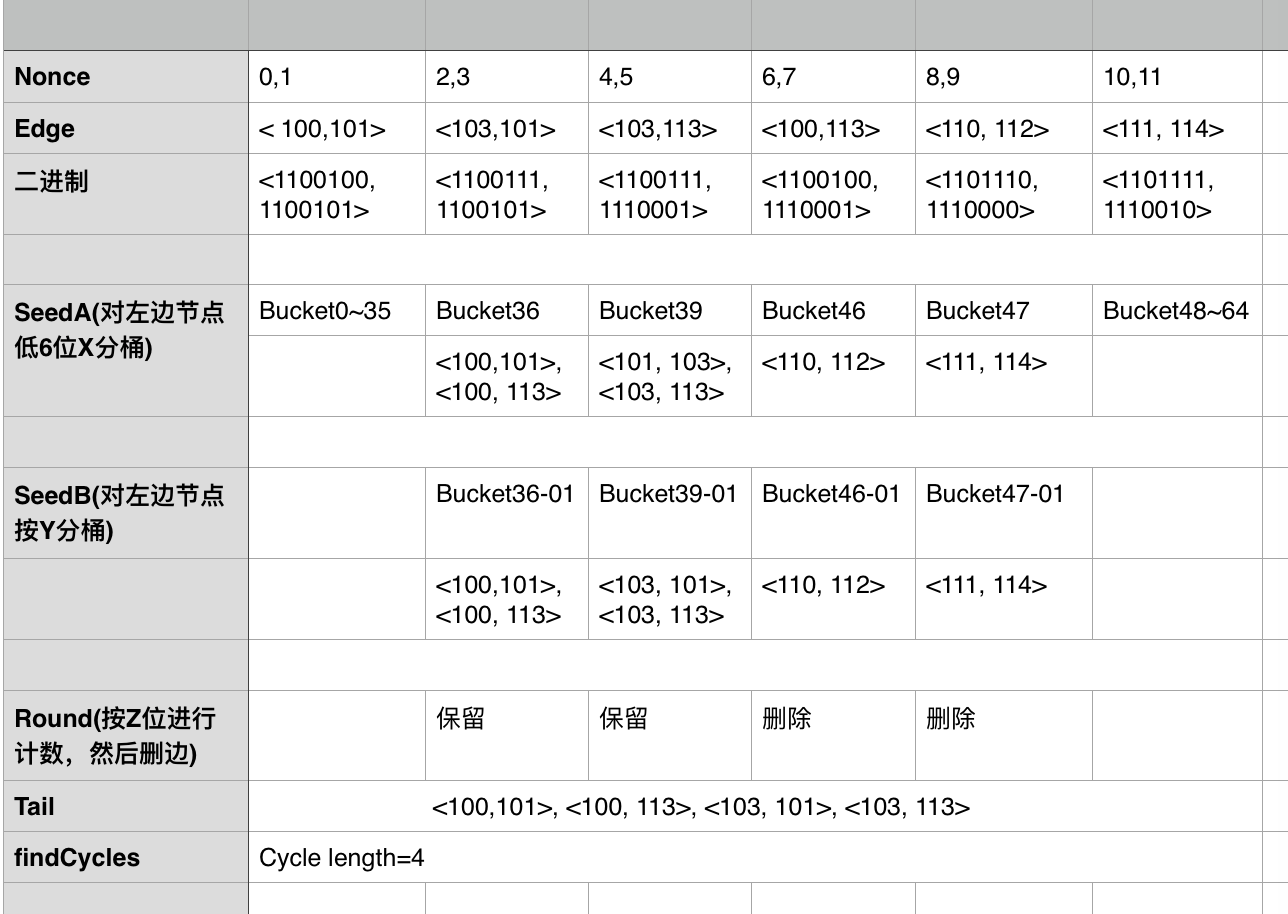 Nonce 0,1 2,3 4,5 6,7 8,9 10,11
Edge < 100,101> <103,101> <103,113> <100,113> <110, 112> <111, 114>
二进制 <1100100, <1100111, <1100111, <1100100, <1101110, <1101111,
1100101> 1100101> 1110001> 1110001> 1110000> 1110010>
SeedA(对左边节点 Bucket0~35 Bucket36 Bucket39 Bucket46 Bucket47 Bucket48~64
低6位X分桶)
<100,101>, <101, 103>, <110, 112> <111, 114>
<100, 113> <103, 113>
SeedB(对左边节点 Bucket36-01 Bucket39-01 Bucket46-01 Bucket47-01
按Y分桶)
<100,101>, <103, 101>, <110, 112> <111, 114>
<100, 113> <103, 113>
Round(按Z位进行 保留 保留 删除 删除
计数，然后删边)
Tail <100,101>, <100, 113>, <103, 101>, <103, 113>
findCycles Cycle length=4